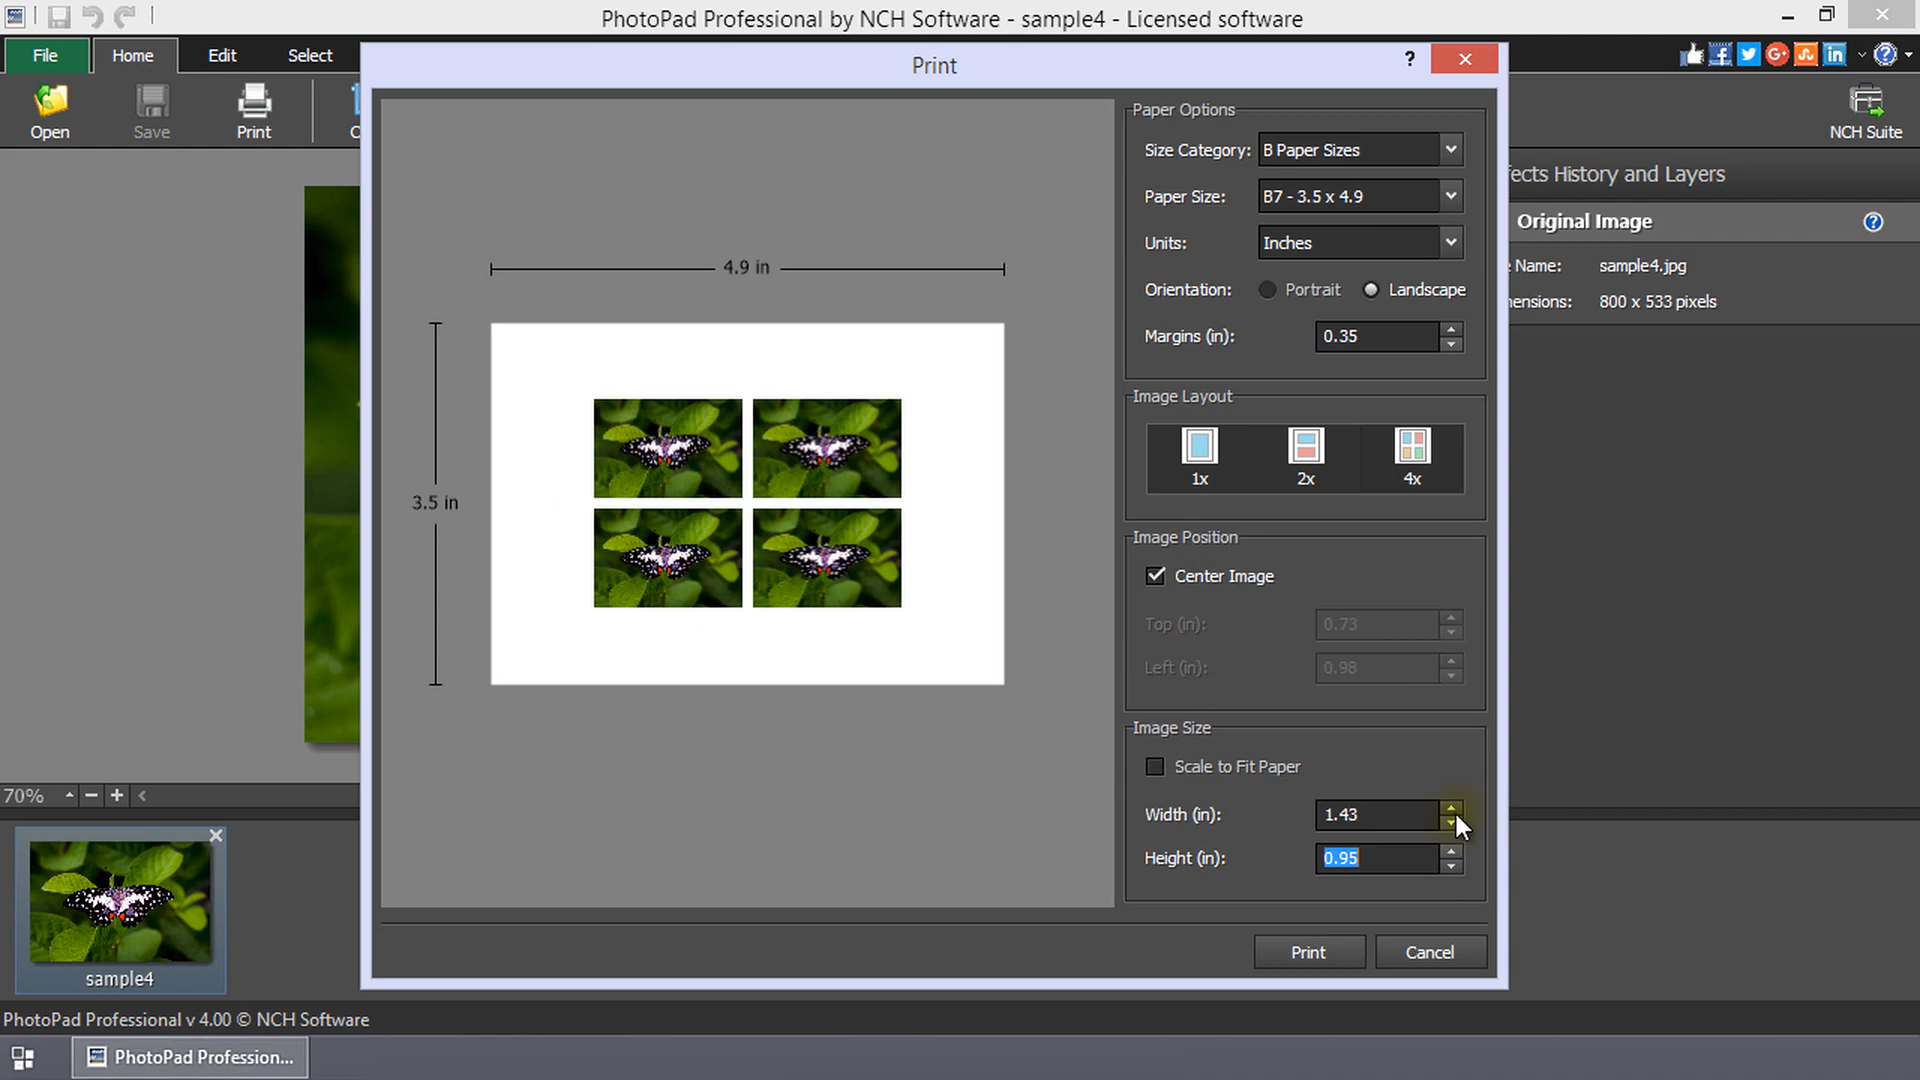 PhotoPad Professional by NCH Software - sample4 - Licensed software
File
Home
Edit
Select
Open
Save
Print
NCH Suite
Print
?
Paper Options
Size Category: B Paper Sizes
Paper Size: B7 - 3.5 x 4.9
Units: Inches
Orientation: Portrait Landscape
Margins (in): 0.35
4.9 in
3.5 in
Image Layout
1x
2x
4x
Image Position
Center Image
Top (in): 0.73
Left (in): 0.98
Image Size
Scale to Fit Paper
Width (in): 1.43
Height (in): 0.95
Print
Cancel
History and Layers
Original Image
Name: sample4.jpg
800 x 533 pixels
70%
sample4
PhotoPad Professional v 4.00 © NCH Software
PhotoPad Profession...